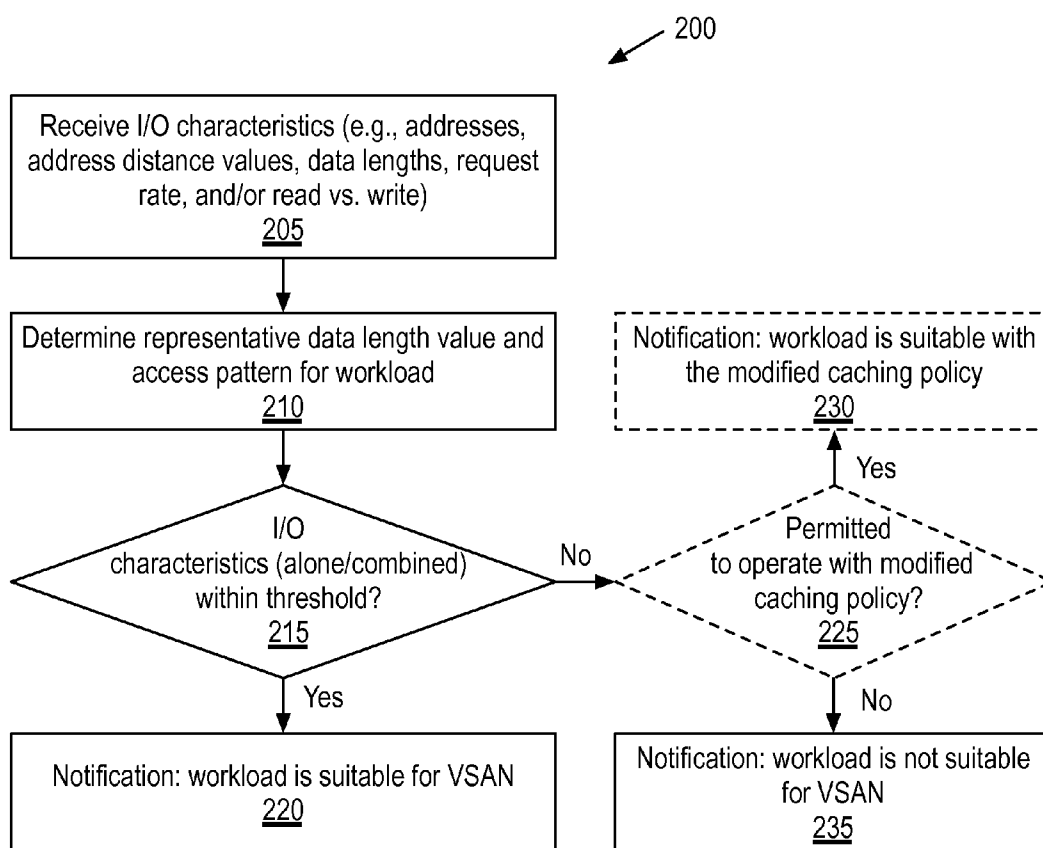 200
Receive I/O characteristics (e.g., addresses,
address distance values, data lengths, request
rate, and/or read vs. write)
205
Determine representative data length value and
access pattern for workload
210
Notification: workload is suitable with
the modified caching policy
230
Yes
I/O
characteristics (alone/combined)
within threshold?
215
No
Permitted
to operate with modified
caching policy?
225
Yes
No
Notification: workload is suitable for VSAN
220
Notification: workload is not suitable
for VSAN
235